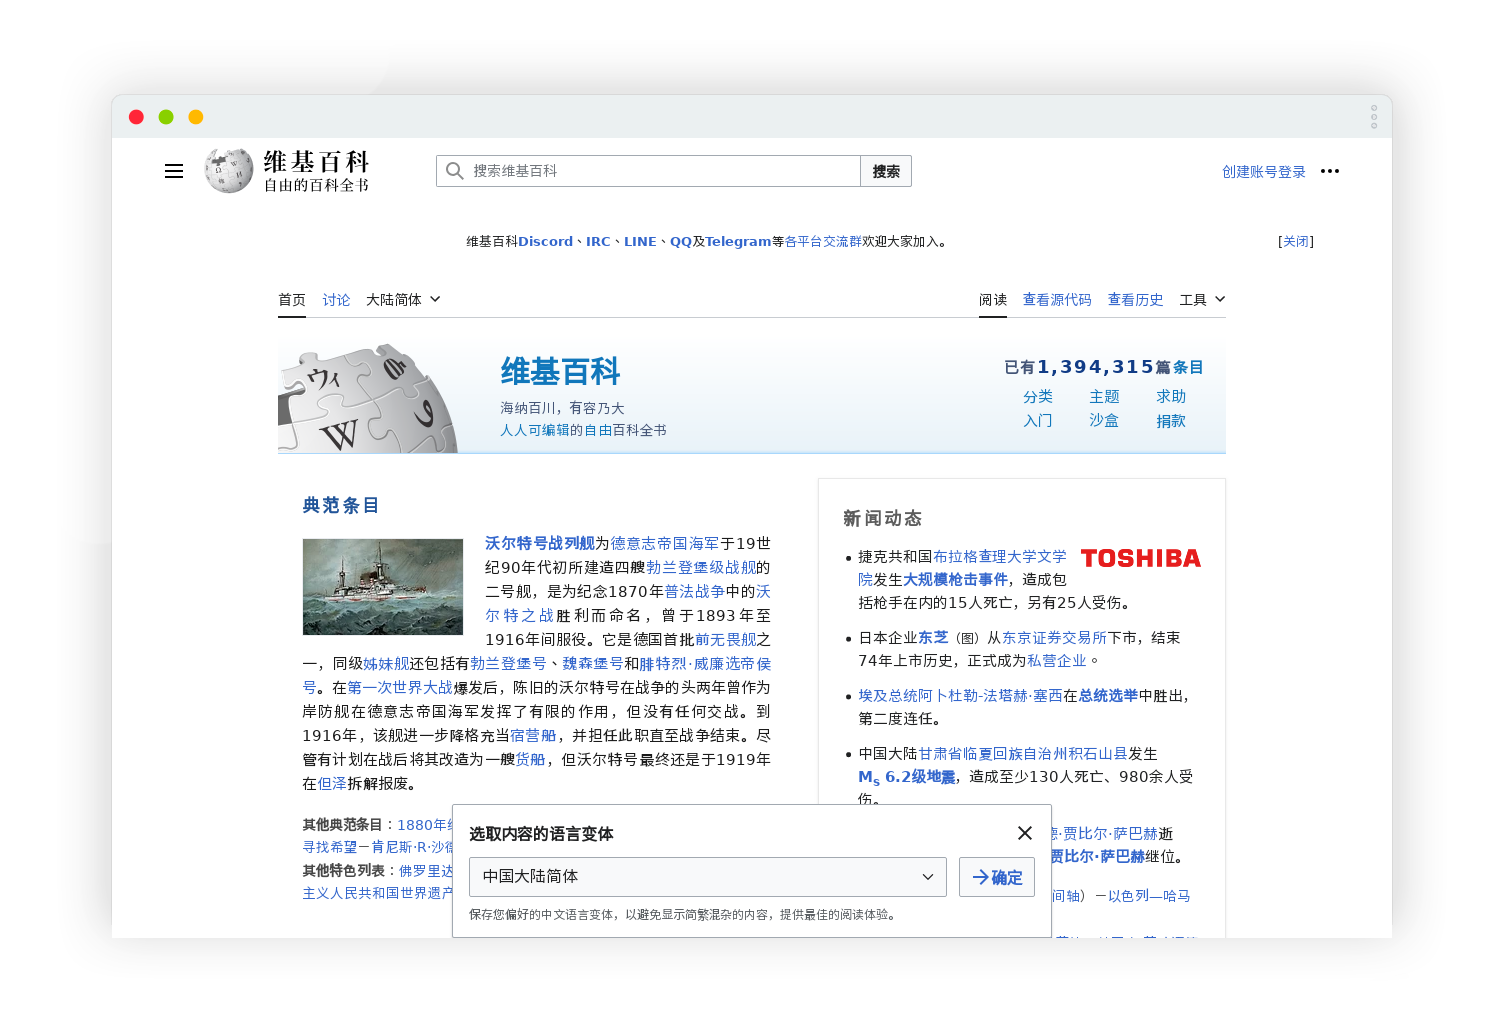 维基百科
自由的百科全书
搜索维基百科
搜索
创建账号登录
维基百科Discord、IRC、LINE、QQ及Telegram等各平台交流群欢迎大家加入。
[关闭]
首页 讨论 大陆简体
阅读 查看源代码 查看历史 工具
维基百科
海纳百川，有容乃大
人人可编辑的自由百科全书
已有1,394,315篇条目
分类 主题 求助
入门 沙盒 捐款
典范条目
沃尔特号战列舰为德意志帝国海军于19世
纪90年代初所建造四艘勃兰登堡级战舰的
二号舰，是为纪念1870年普法战争中的沃
尔特之战胜利而命名，曾于1893年至
1916年间服役。它是德国首批前无畏舰之
一，同级姊妹舰还包括有勃兰登堡号、魏森堡号和腓特烈·威廉选帝侯
号。在第一次世界大战爆发后，陈旧的沃尔特号在战争的头两年曾作为
岸防舰在德意志帝国海军发挥了有限的作用，但没有任何交战。到
1916年，该舰进一步降格充当宿营船，并担任此职直至战争结束。尽
管有计划在战后将其改造为一艘货船，但沃尔特号最终还是于1919年
在但泽拆解报废。
其他典范条目：1880年
寻找希望－肯尼斯·R·沙
其他特色列表：佛罗里达
主义人民共和国世界遗产
新闻动态
TOSHIBA
捷克共和国布拉格查理大学文学
院发生大规模枪击事件，造成包
括枪手在内的15人死亡，另有25人受伤。
日本企业东芝（图）从东京证券交易所下市，结束
74年上市历史，正式成为私营企业。
埃及总统阿卜杜勒-法塔赫·塞西在总统选举中胜出，
第二度连任。
中国大陆甘肃省临夏回族自治州积石山县发生
Ms 6.2级地震，造成至少130人死亡、980余人受
伤。
德·贾比尔·萨巴赫逝
贾比尔·萨巴赫继位。
间轴）－以色列—哈马
选取内容的语言变体
中国大陆简体
确定
保存您偏好的中文语言变体，以避免显示简繁混杂的内容，提供最佳的阅读体验。